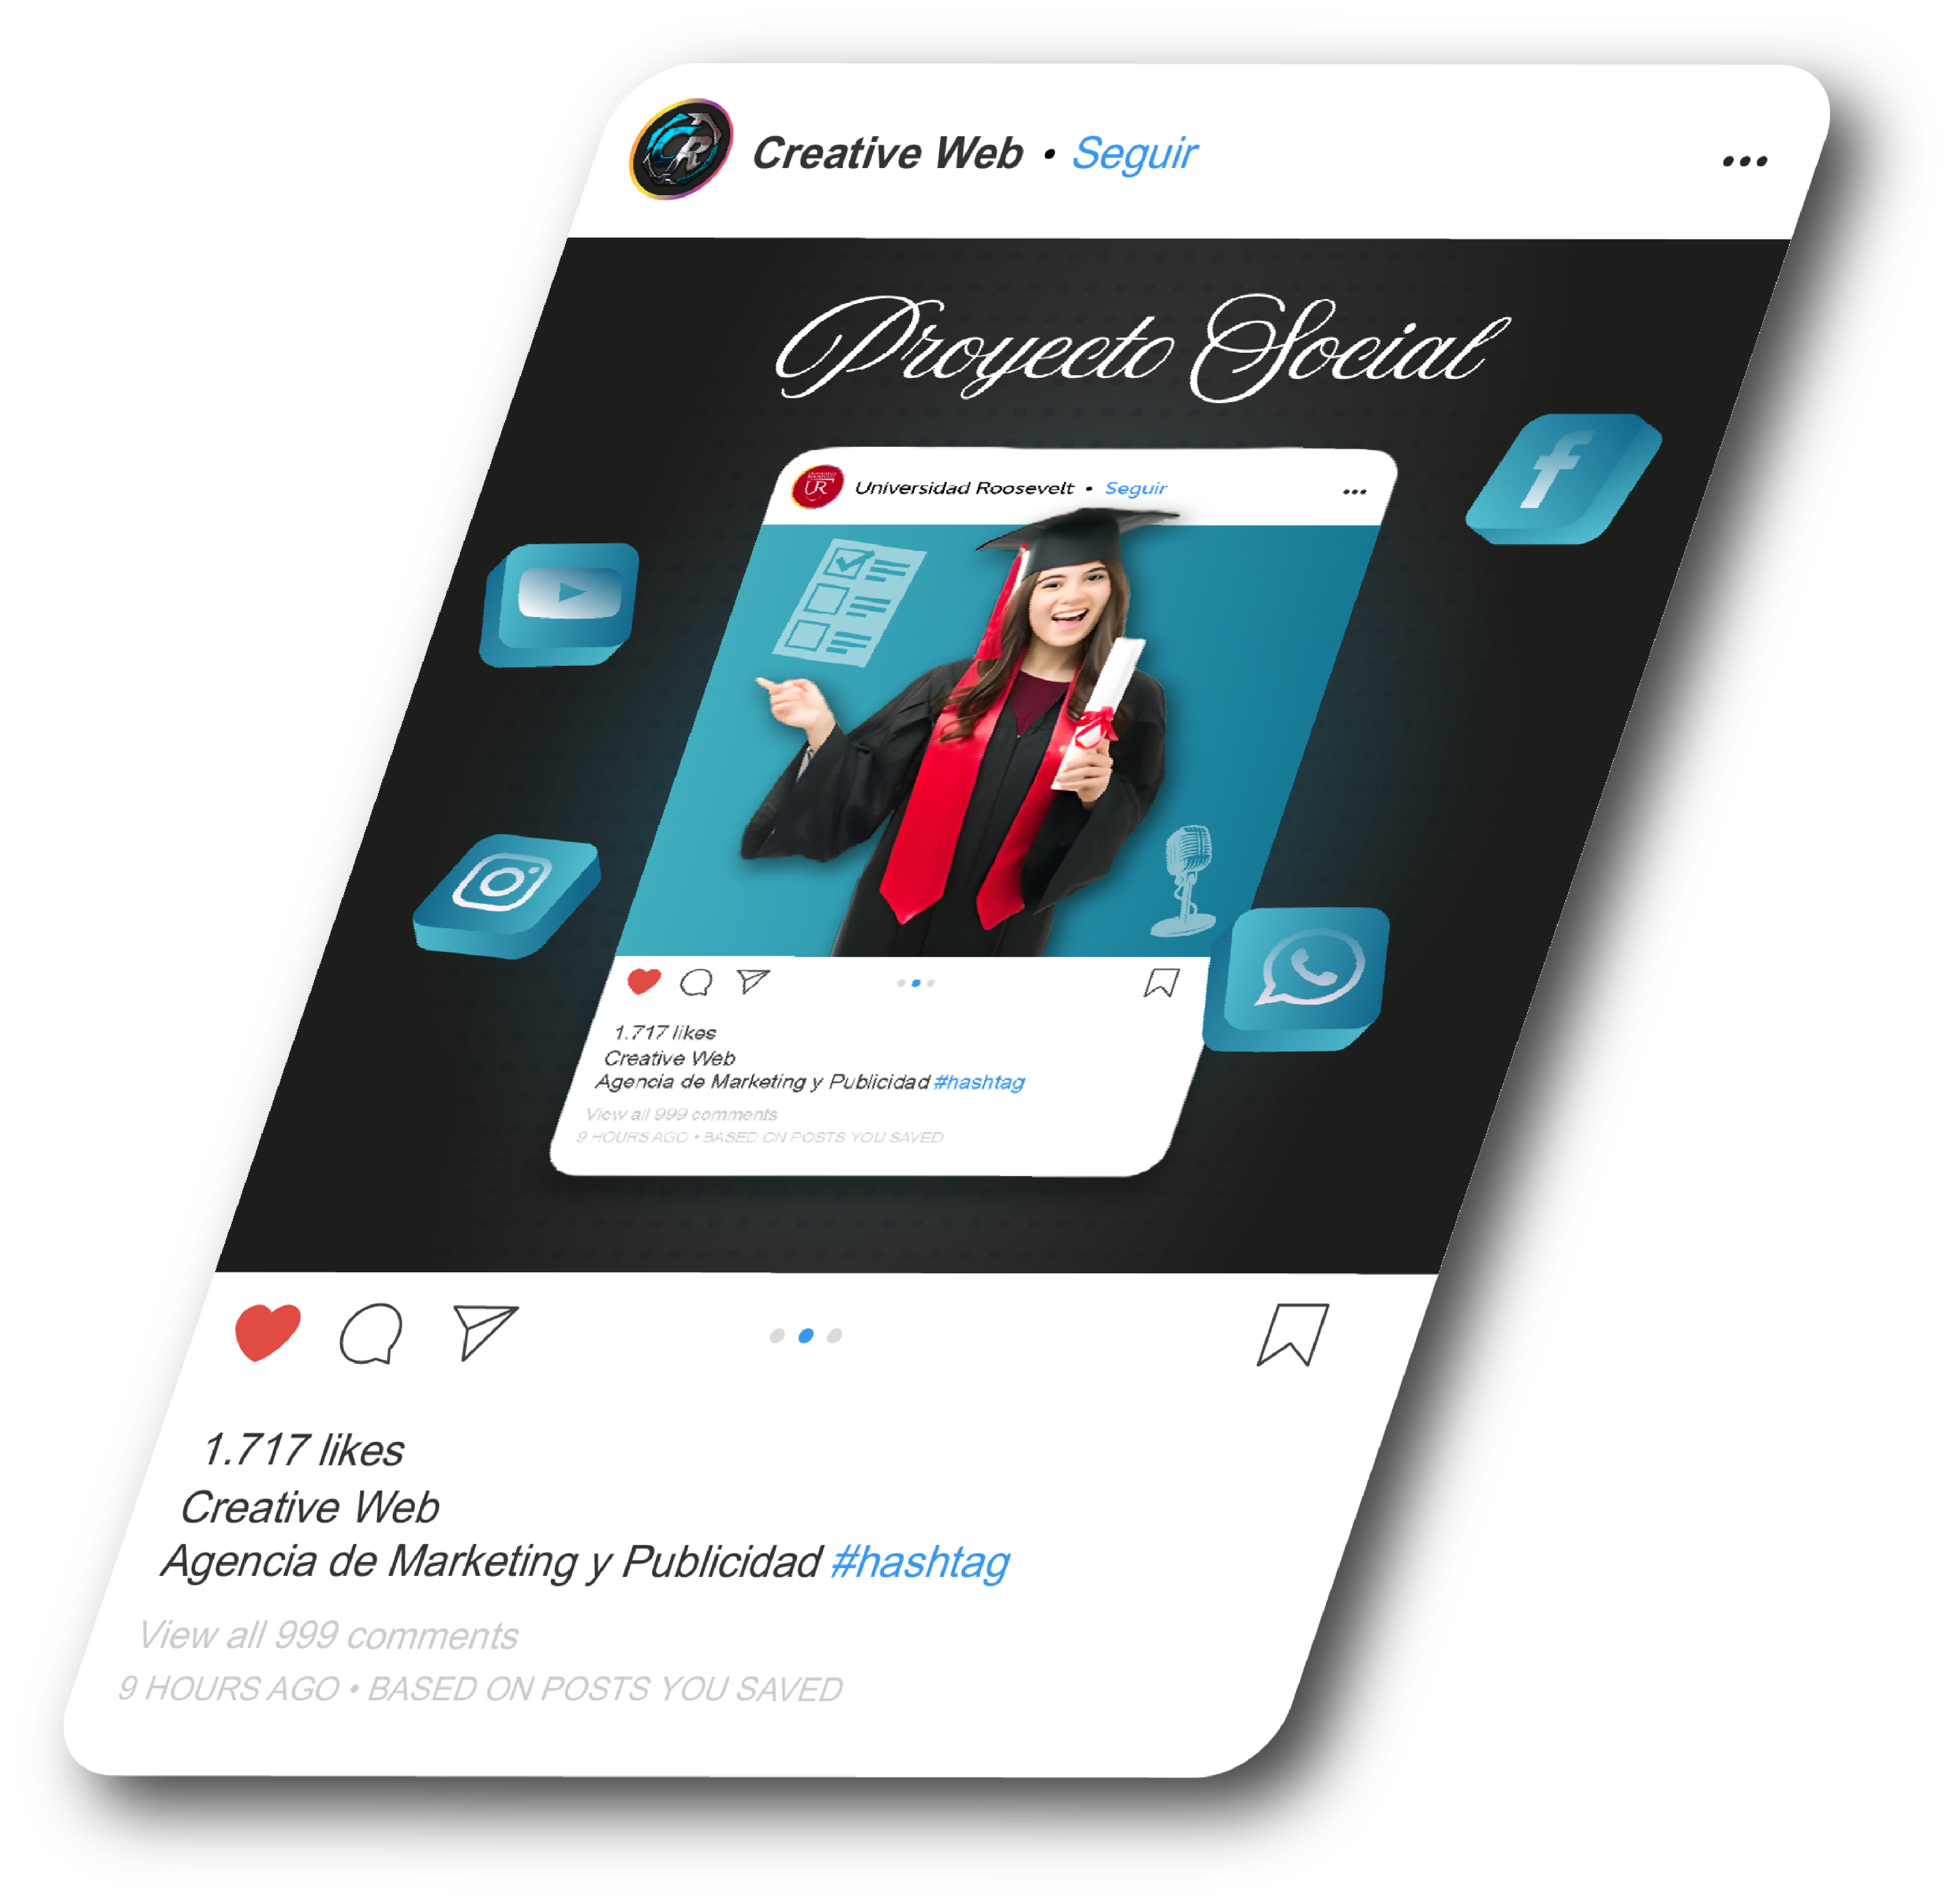 CR
Creative Web • Seguir
Proyecto Social
UR
Universidad Roosevelt • Seguir
1.717 likes
Creative Web
Agencia de Marketing y Publicidad #hashtag
View all 999 comments
9 HOURS AGO • BASED ON POSTS YOU SAVED
1.717 likes
Creative Web
Agencia de Marketing y Publicidad #hashtag
View all 999 comments
9 HOURS AGO • BASED ON POSTS YOU SAVED